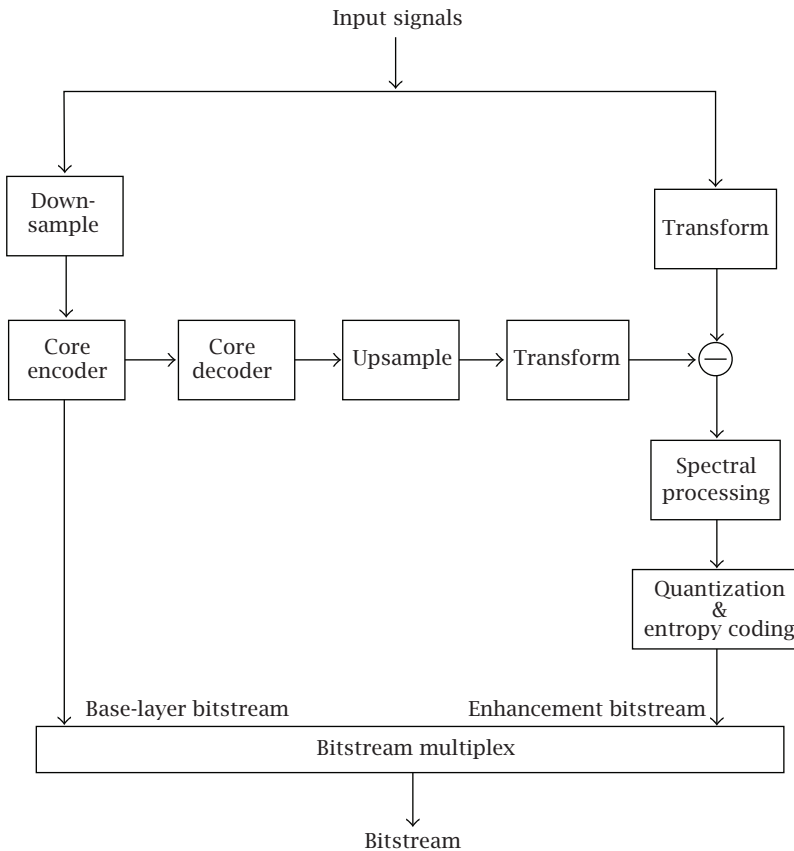 Input signals
Down-
sample
Transform
Core
encoder
Core
decoder
Upsample
Transform
Spectral
processing
Quantization
&
entropy coding
Base-layer bitstream
Enhancement bitstream
Bitstream multiplex
Bitstream